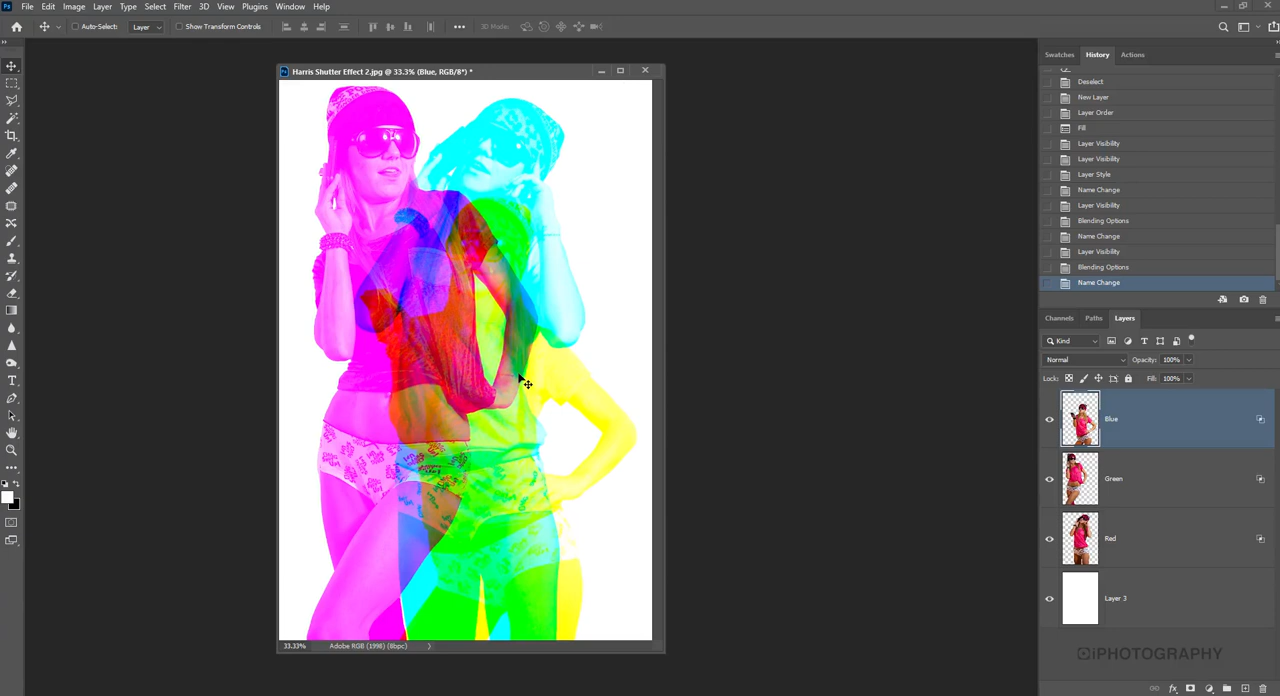 Ps File Edit Image Layer Type Select Filter 3D View Plugins Window Help
Auto-Select: Layer Show Transform Controls 3D Mode:
Ps Harris Shutter Effect 2.jpg @ 33.3% (Blue, RGB/8*) *
33.33% Adobe RGB (1998) (8bpc)
Swatches History Actions
Deselect
New Layer
Layer Order
Fill
Layer Visibility
Layer Visibility
Layer Style
Name Change
Layer Visibility
Blending Options
Name Change
Layer Visibility
Blending Options
Name Change
Channels Paths Layers
Kind
Normal Opacity: 100%
Lock: Fill: 100%
Blue
Green
Red
Layer 3
iPHOTOGRAPHY
fx